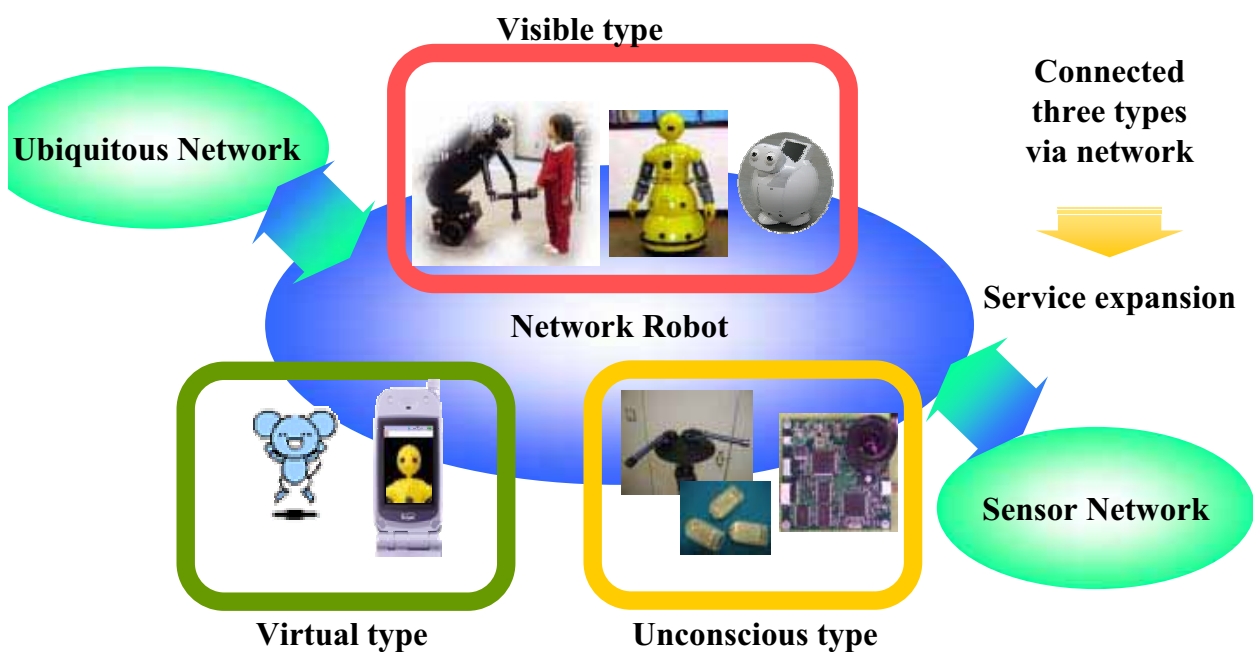 Visible type
Connected
three types
via network
Ubiquitous Network
Service expansion
Network Robot
Sensor Network
Virtual type
Unconscious type